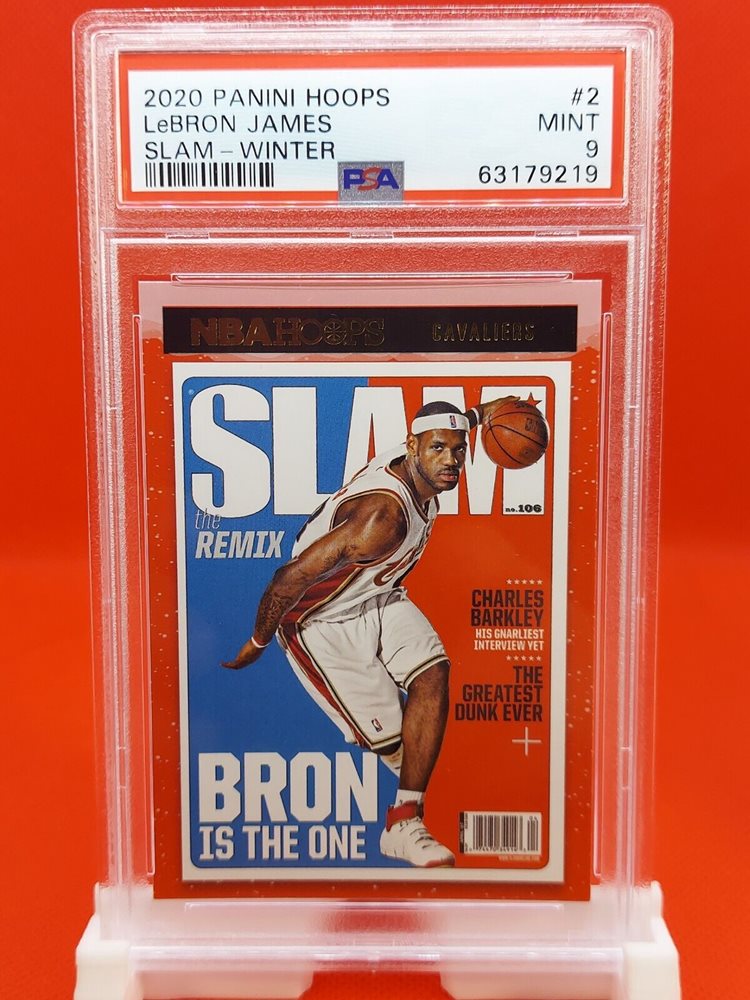 2020 PANINI HOOPS #2
LeBRON JAMES MINT
SLAM – WINTER 9
PSA 63179219
NBA HOOPS CAVALIERS
SLAM
no.106
the
REMIX
CHARLES
BARKLEY
HIS GNARLIEST
INTERVIEW YET
THE
GREATEST
DUNK EVER
BRON
IS THE ONE